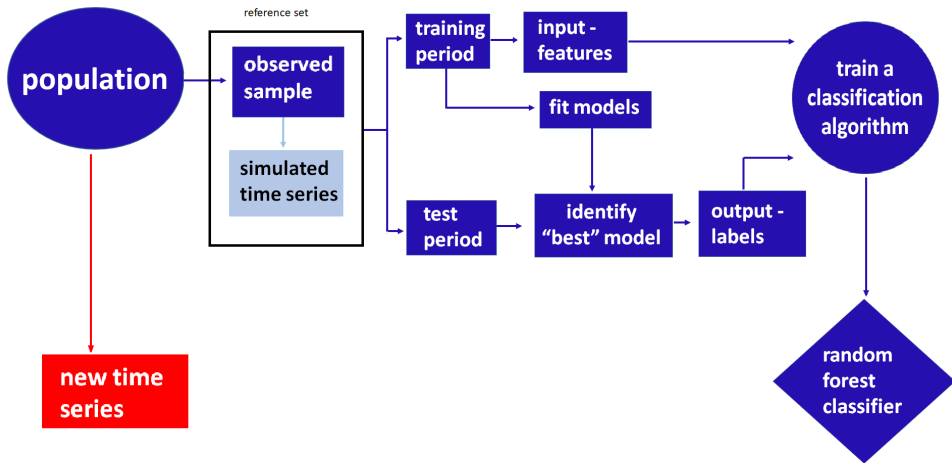 reference set
population
observed
sample
simulated
time series
training
period
input -
features
fit models
test
period
identify
“best” model
output -
labels
train a
classification
algorithm
new time
series
random
forest
classifier